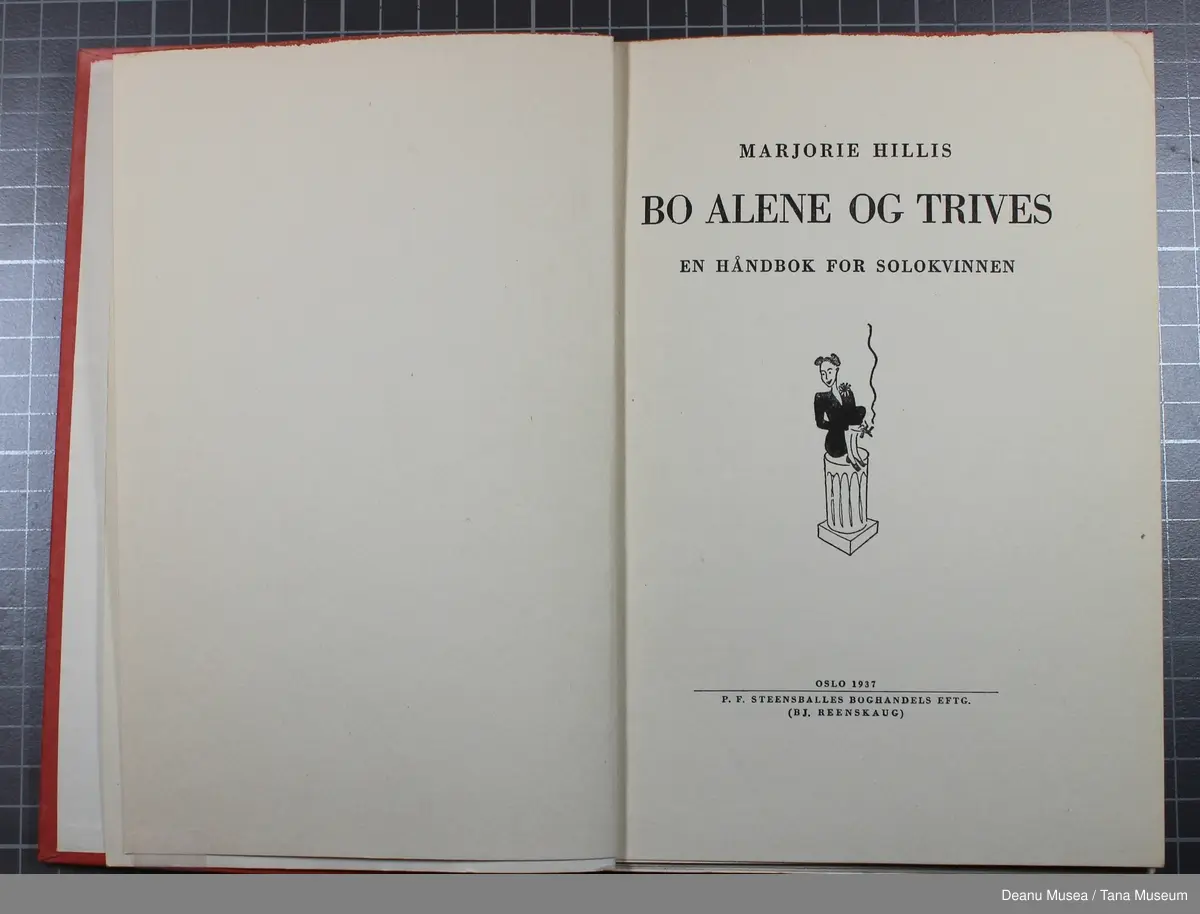 MARJORIE HILLIS
BO ALENE OG TRIVES
EN HÅNDBOK FOR SOLOKVINNEN
OSLO 1937
P. F. STEENSBALLES BOGHANDELS EFTG.
(BJ. REENSKAUG)
Deanu Musea / Tana Museum